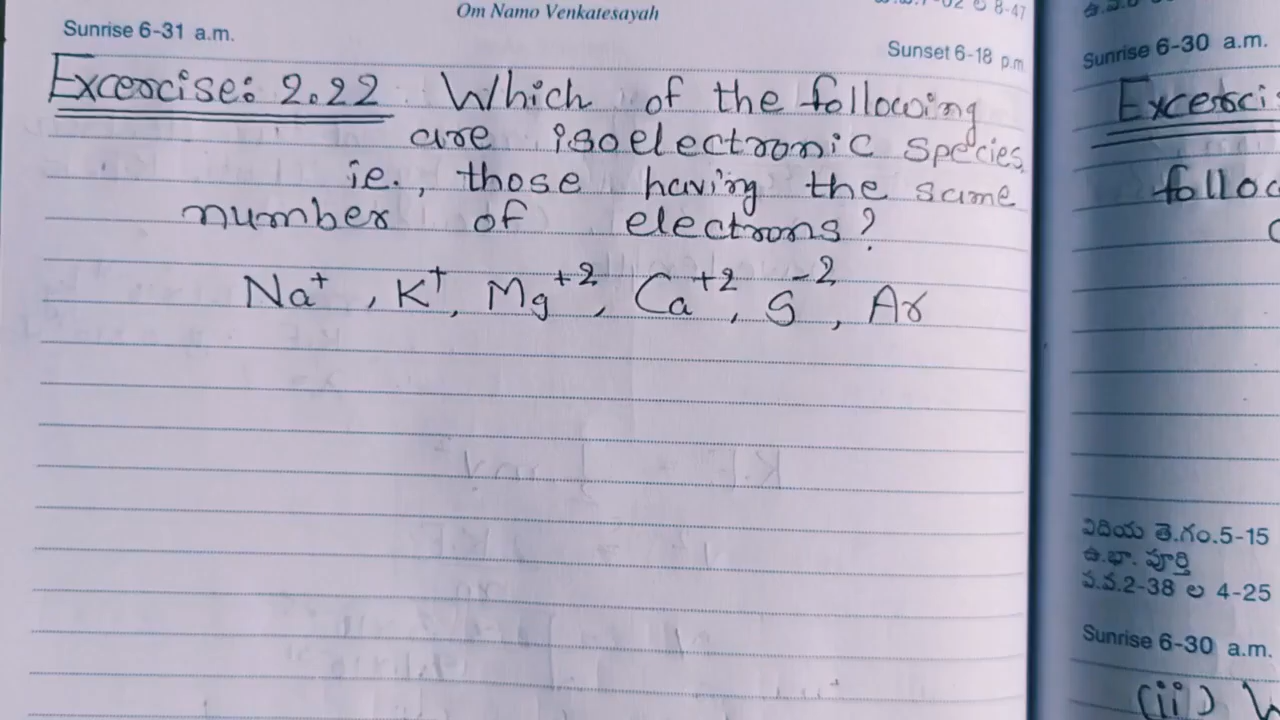 Om Namo Venkatesayah
8-47
Sunrise 6-31 a.m.
Sunset 6-18 p.m
Excercise: 2.22 Which of the following
are isoelectronic species
ie., those having the same
number of electrons?
Na⁺, K⁺, Mg⁺², Ca⁺², S⁻², Ar
Sunrise 6-30 a.m.
Excerci
follo
విదియ తె.గం.5-15
ఉ.భా. పూర్తి
వ.వ.2-38 ల 4-25
Sunrise 6-30 a.m.
(ii)